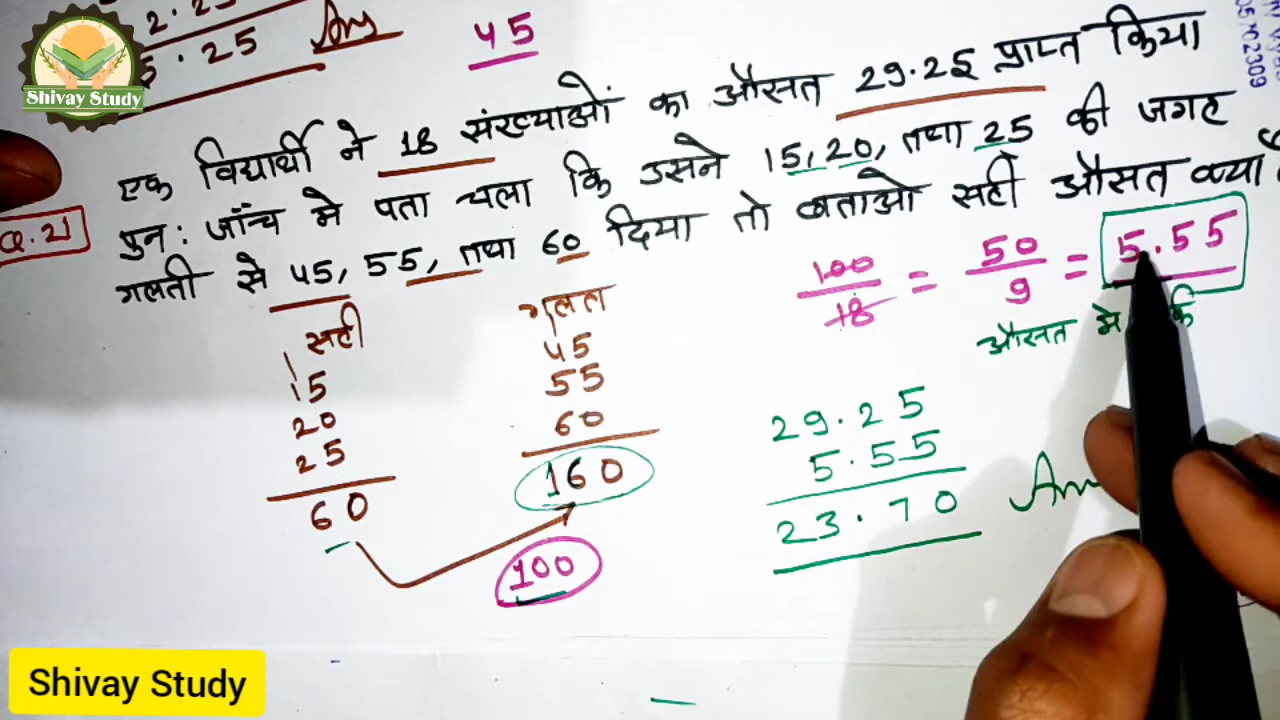 2.25
5.25 Ans
45
Shivay Study
05702309
एक विद्यार्थी ने 18 संख्याओं का औसत 29.25 प्राप्त किया
पुन: जाँच मे पता चला कि उसने 15, 20, तथा 25 की जगह
Q.21
गलती से 45, 55, तथा 60 दिया तो बताओ सही औसत क्या
सही
15
20
25
60
गलत
45
55
60
160
100
100/18 = 50/9 = 5.55
औसत मे
29.25
5.55
23.70
Shivay Study